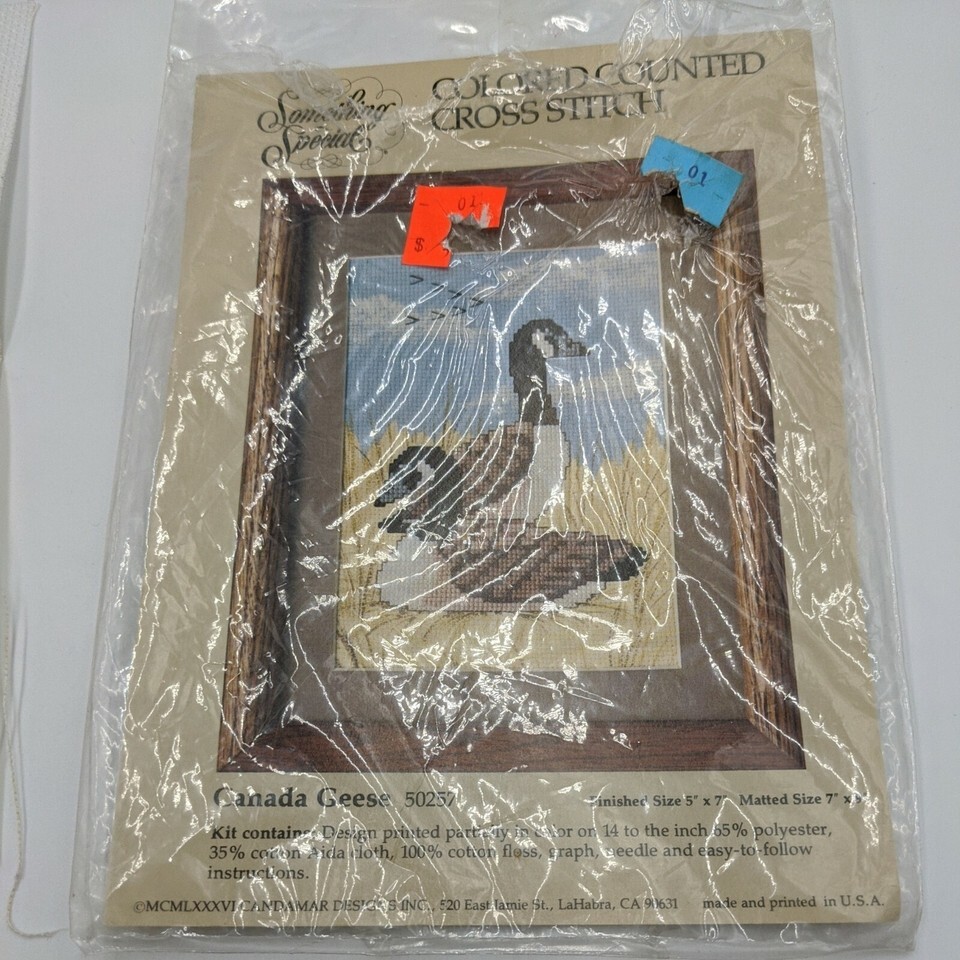 Something
Special
COLORED COUNTED
CROSS STITCH
01
$
01
Canada Geese 50257
Finished Size 5" x 7" Matted Size 7" x 9"
Kit contains: Design printed partially in color on 14 to the inch 65% polyester,
35% cotton Aida cloth, 100% cotton floss, graph, needle and easy-to-follow
instructions.
©MCMLXXXVI CANDAMAR DESIGNS INC., 520 East Jamie St., LaHabra, CA 90631 made and printed in U.S.A.